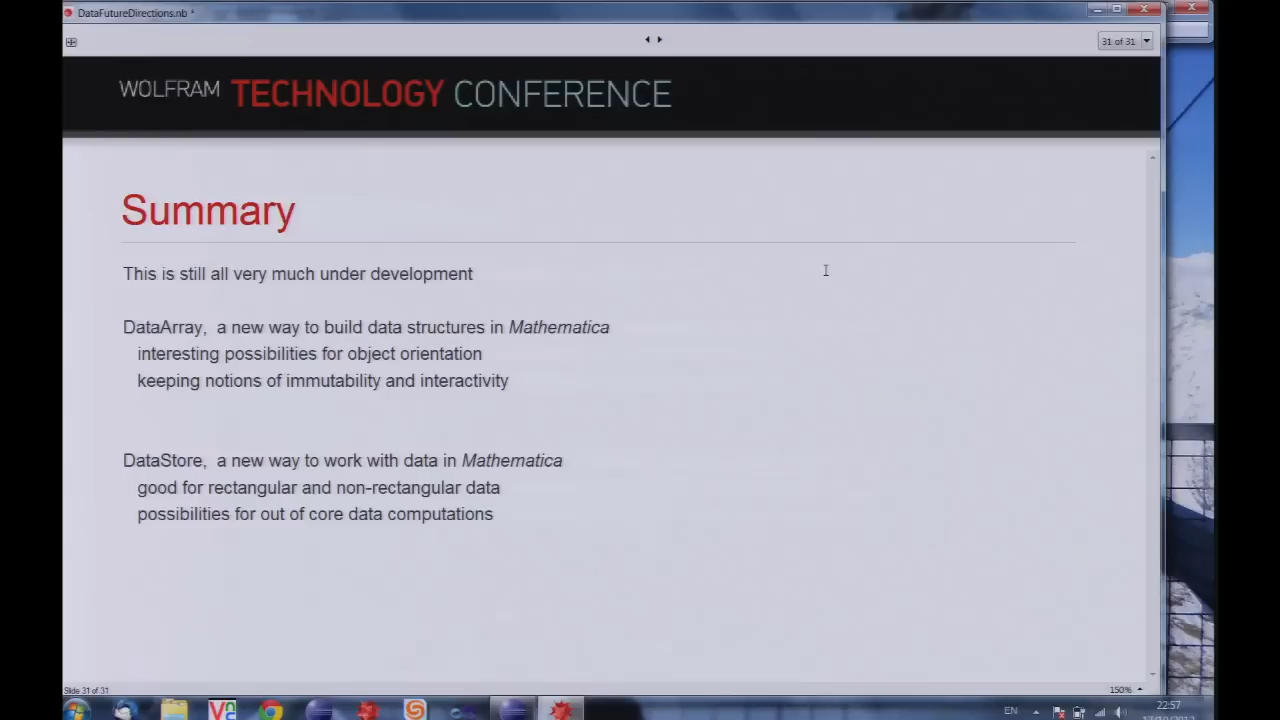 DataFutureDirections.nb *
31 of 31
WOLFRAM TECHNOLOGY CONFERENCE
Summary
This is still all very much under development
DataArray, a new way to build data structures in Mathematica
interesting possibilities for object orientation
keeping notions of immutability and interactivity
DataStore, a new way to work with data in Mathematica
good for rectangular and non-rectangular data
possibilities for out of core data computations
Slide 31 of 31
150%
EN
22:57